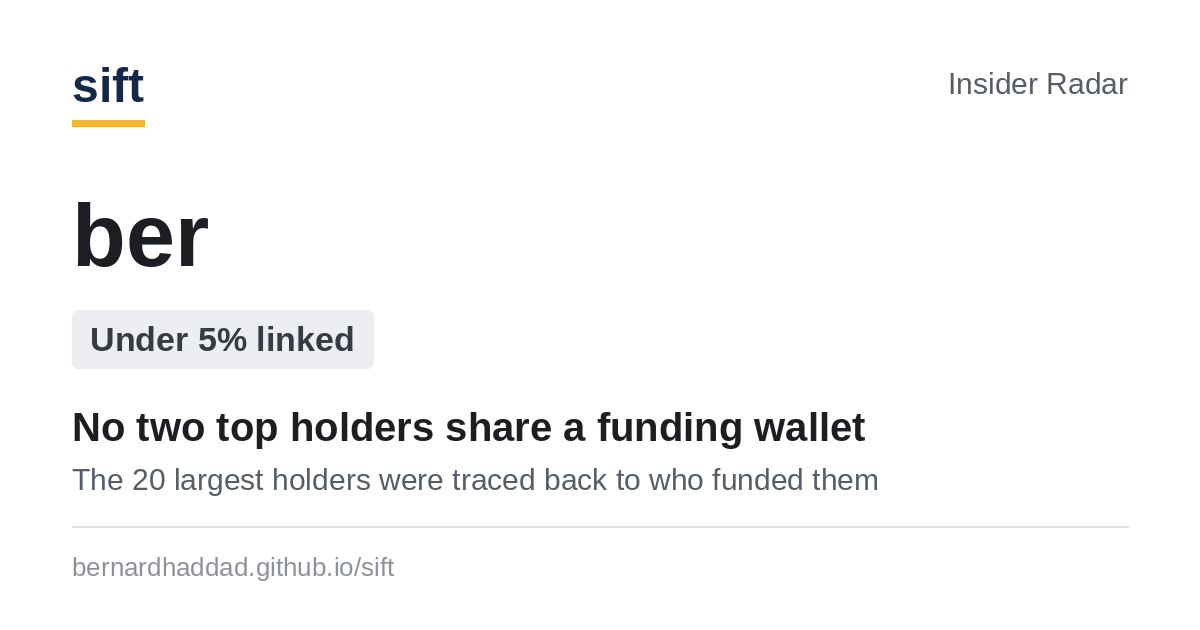 sift
Insider Radar
ber
Under 5% linked
No two top holders share a funding wallet
The 20 largest holders were traced back to who funded them
bernardhaddad.github.io/sift